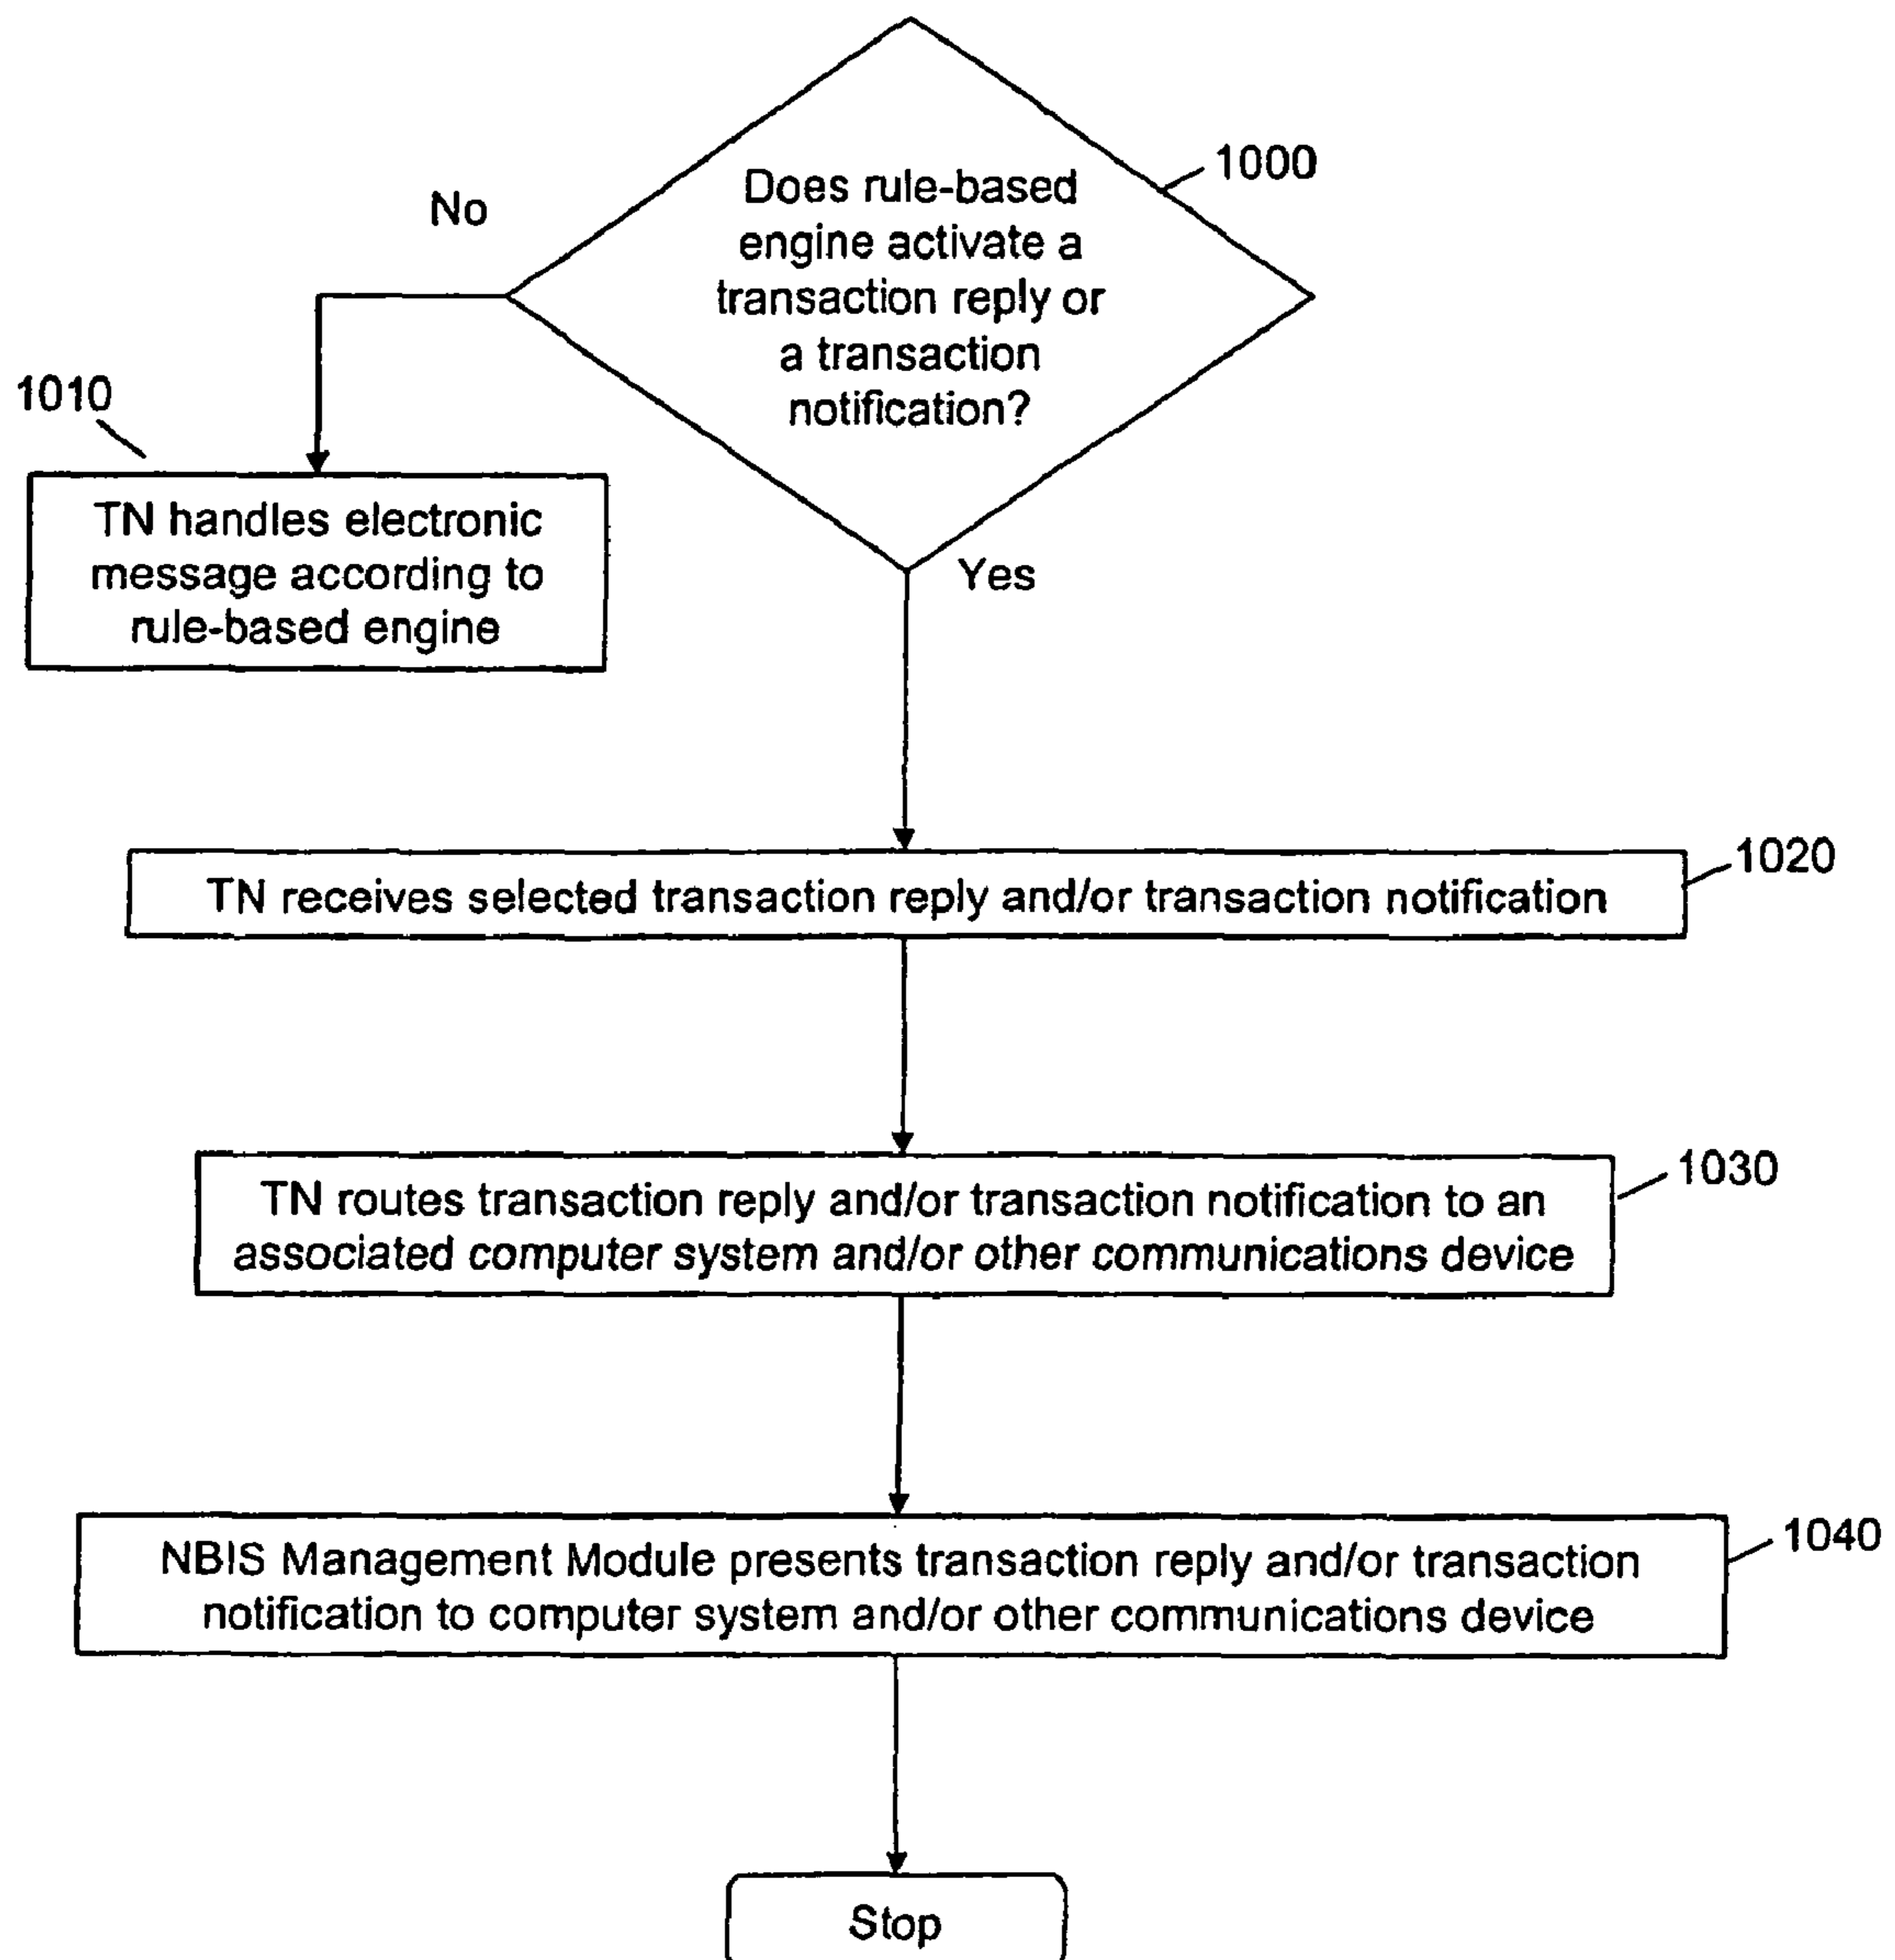 1000
No
Does rule-based
engine activate a
transaction reply or
a transaction
notification?
1010
TN handles electronic
message according to
rule-based engine
Yes
1020
TN receives selected transaction reply and/or transaction notification
1030
TN routes transaction reply and/or transaction notification to an
associated computer system and/or other communications device
1040
NBIS Management Module presents transaction reply and/or transaction
notification to computer system and/or other communications device
Stop